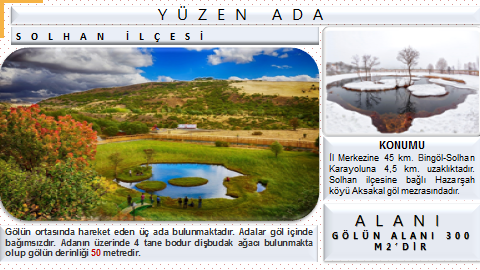 YÜZEN ADA
SOLHAN İLÇESİ
Gölün ortasında hareket eden üç ada bulunmaktadır. Adalar göl içinde
bağımsızdır. Adanın üzerinde 4 tane bodur dişbudak ağacı bulunmakta
olup gölün derinliği 50 metredir.
KONUMU
İl Merkezine 45 km. Bingöl-Solhan
Karayoluna 4,5 km. uzaklıktadır.
Solhan ilçesine bağlı Hazarşah
köyü Aksakal göl mezrasındadır.
ALANI
GÖLÜN ALANI 300
M2'DİR